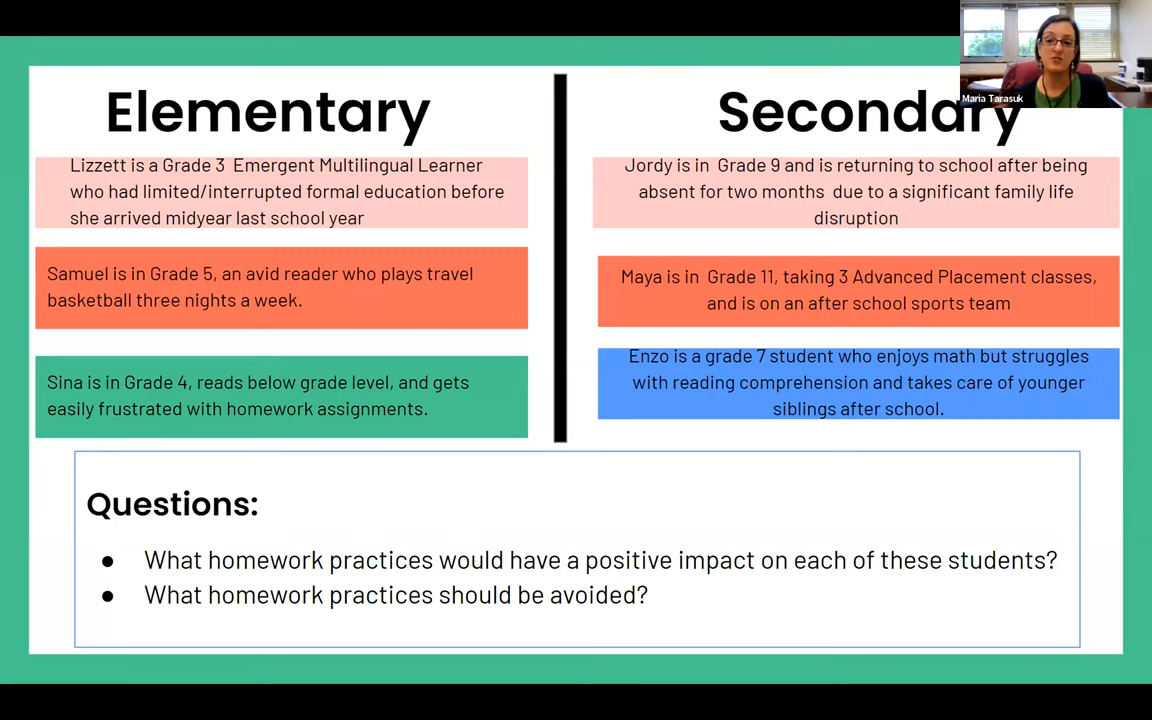 Elementary
Lizzett is a Grade 3 Emergent Multilingual Learner
who had limited/interrupted formal education before
she arrived midyear last school year
Samuel is in Grade 5, an avid reader who plays travel
basketball three nights a week.
Sina is in Grade 4, reads below grade level, and gets
easily frustrated with homework assignments.
Secondary
Jordy is in Grade 9 and is returning to school after being
absent for two months due to a significant family life
disruption
Maya is in Grade 11, taking 3 Advanced Placement classes,
and is on an after school sports team
Enzo is a grade 7 student who enjoys math but struggles
with reading comprehension and takes care of younger
siblings after school.
Questions:
● What homework practices would have a positive impact on each of these students?
● What homework practices should be avoided?
Maria Tarasuk